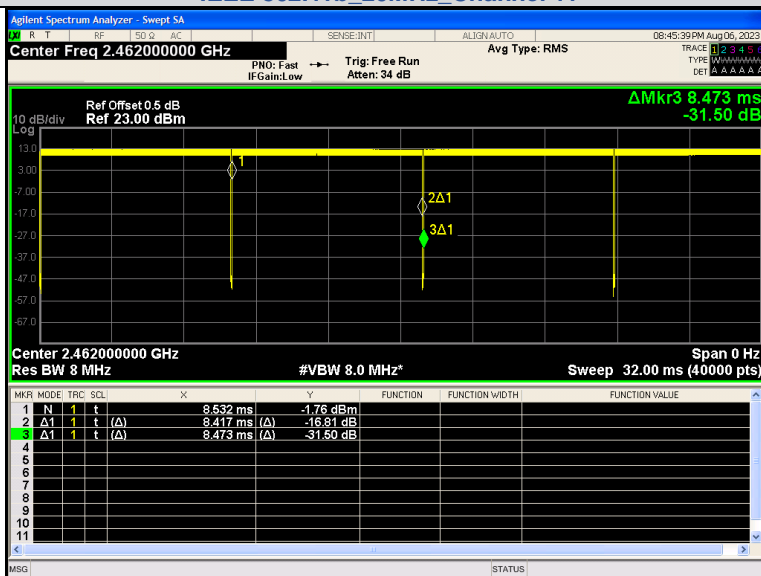 Agilent Spectrum Analyzer - Swept SA
LXI R T RF 50 Ω AC SENSE:INT ALIGNAUTO 08:45:39 PM Aug 06, 2023
Center Freq 2.462000000 GHz
Avg Type: RMS
TRACE 1 2 3 4 5 6
TYPE WWWWWW
DET A A A A A
PNO: Fast
IFGain:Low
Trig: Free Run
Atten: 34 dB
ΔMkr3 8.473 ms
-31.50 dB
Ref Offset 0.5 dB
10 dB/div Ref 23.00 dBm
Log
13.0
3.00
-7.00
-17.0
-27.0
-37.0
-47.0
-57.0
-67.0
1
2Δ1
3Δ1
Center 2.462000000 GHz
Span 0 Hz
Res BW 8 MHz
#VBW 8.0 MHz*
Sweep 32.00 ms (40000 pts)
MKR MODE TRC SCL X Y FUNCTION FUNCTION WIDTH FUNCTION VALUE
1 N 1 t 8.532 ms -1.76 dBm
2 Δ1 1 t (Δ) 8.417 ms (Δ) -16.81 dB
3 Δ1 1 t (Δ) 8.473 ms (Δ) -31.50 dB
4
5
6
7
8
9
10
11
MSG STATUS